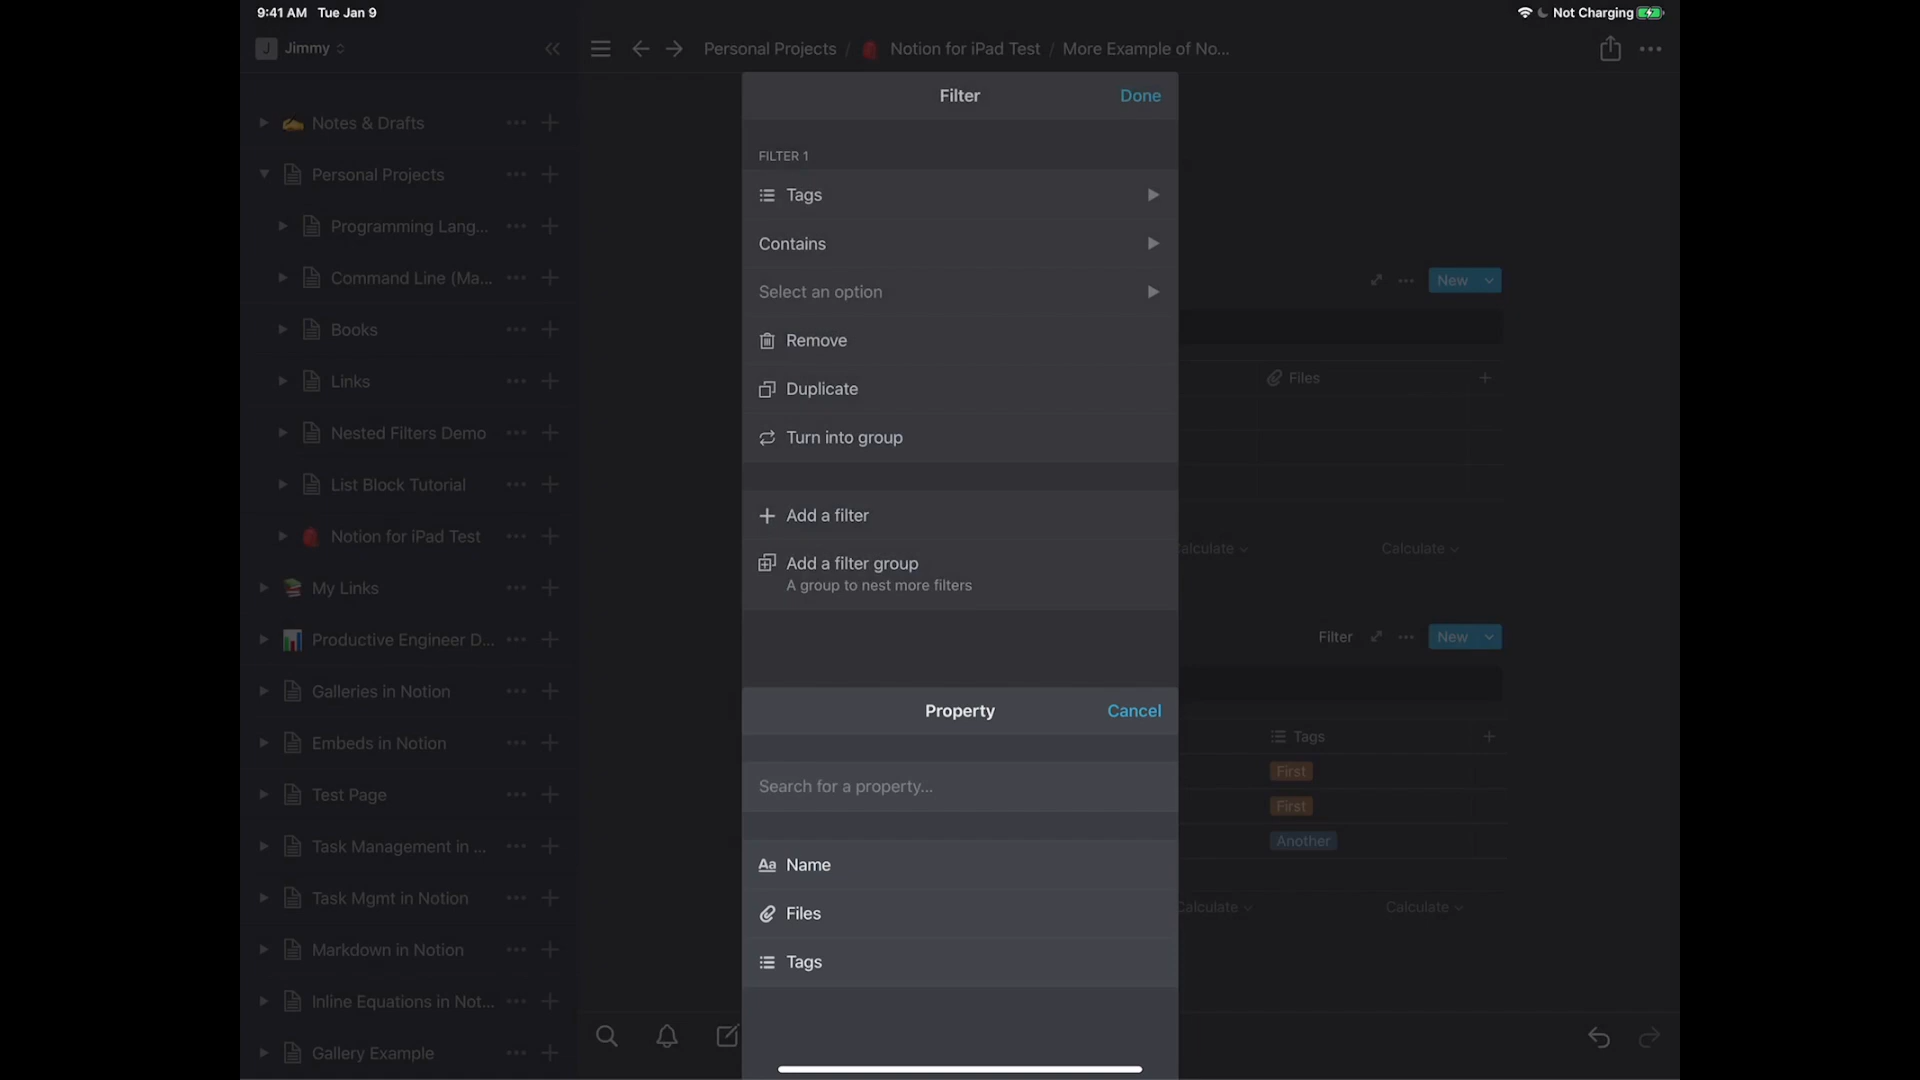 9:41 AM Tue Jan 9
Not Charging
J Jimmy
Personal Projects / Notion for iPad Test / More Example of No...
Notes & Drafts
Personal Projects
Programming Lang...
Command Line (Ma...
Books
Links
Nested Filters Demo
List Block Tutorial
Notion for iPad Test
My Links
Productive Engineer D...
Galleries in Notion
Embeds in Notion
Test Page
Task Management in ...
Task Mgmt in Notion
Markdown in Notion
Inline Equations in Not...
Gallery Example
Filter
Done
FILTER 1
Tags
Contains
Select an option
Remove
Duplicate
Turn into group
Add a filter
Add a filter group
A group to nest more filters
Property
Cancel
Search for a property...
Aa Name
Files
Tags
New
Files
Calculate
Filter
New
Tags
First
First
Another
Calculate